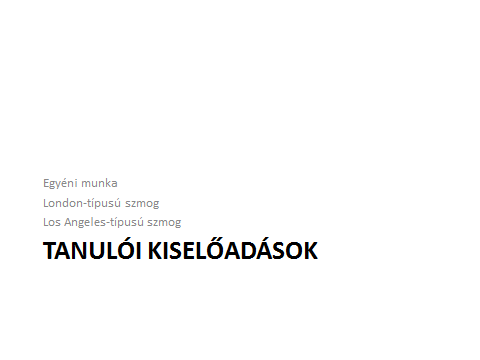 Egyéni munka
London-típusú szmog
Los Angeles-típusú szmog
TANULÓI KISELŐADÁSOK